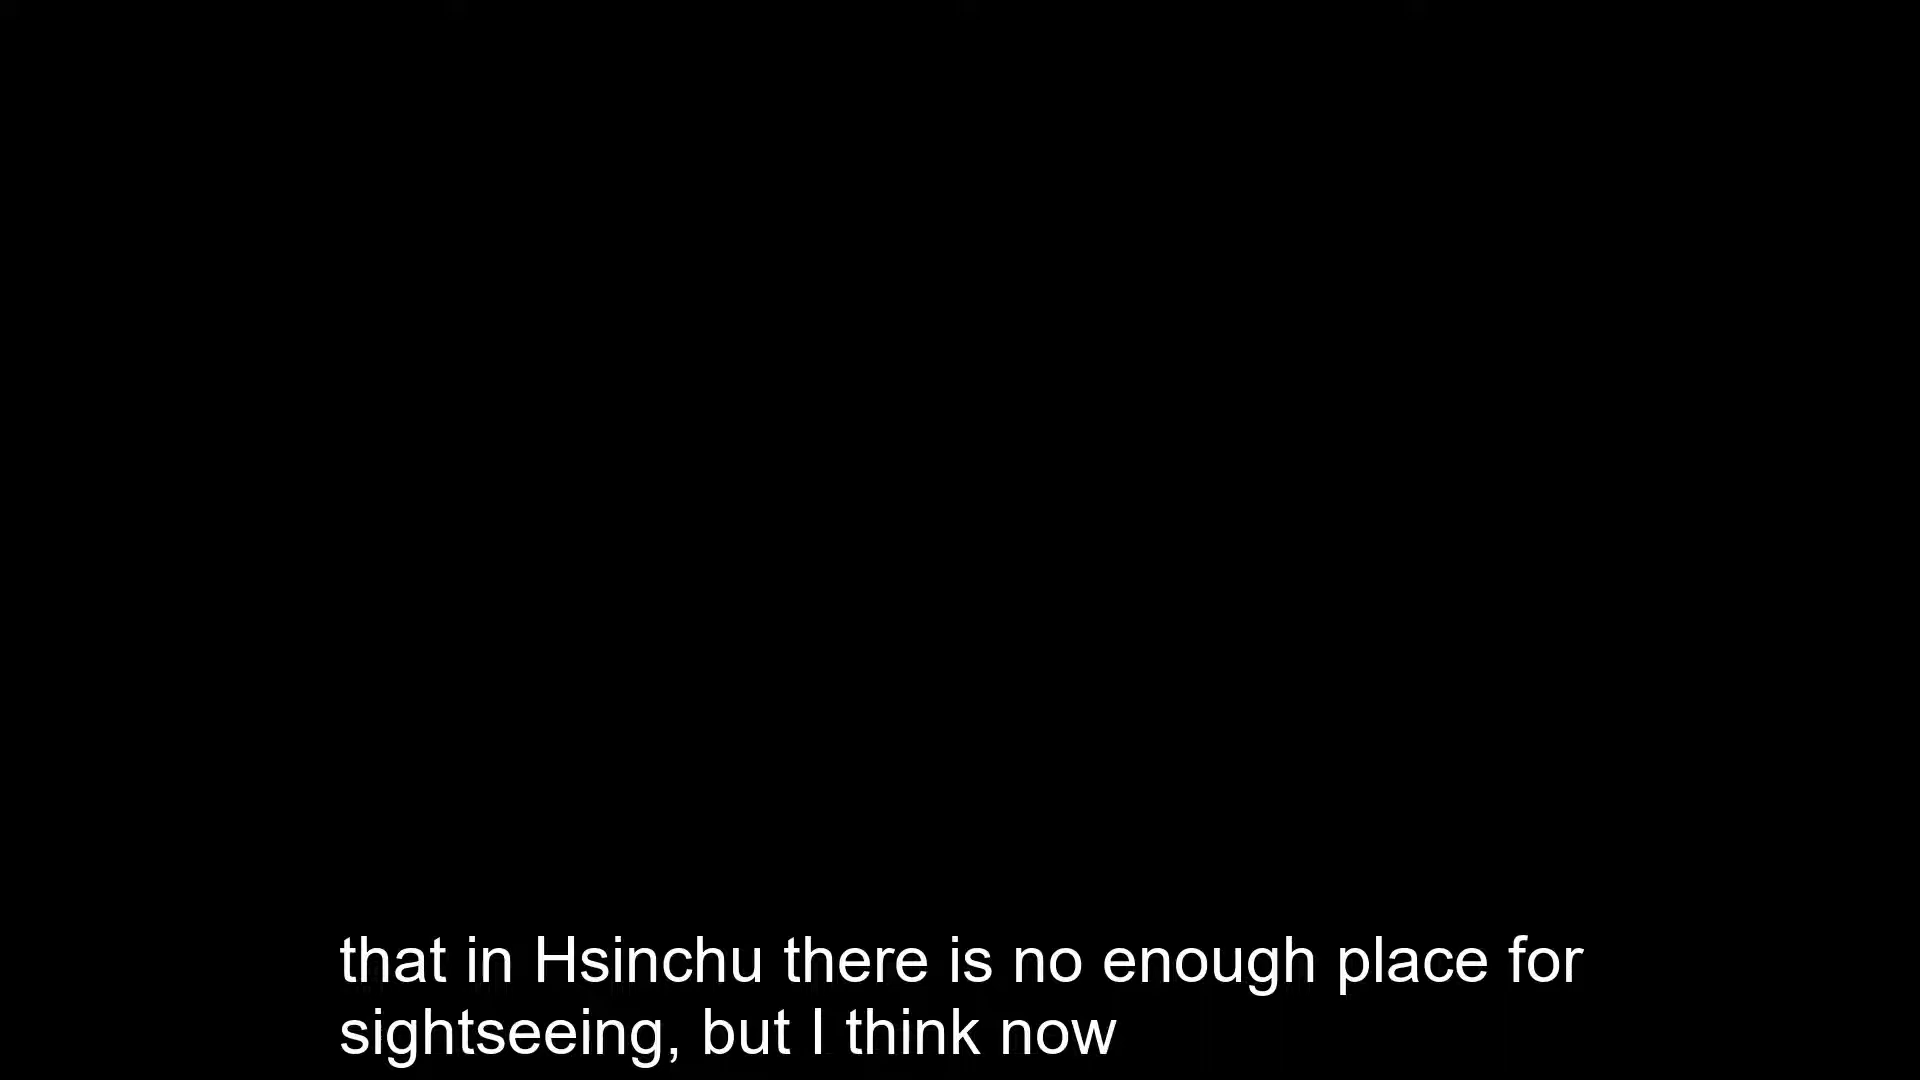 that in Hsinchu there is no enough place for
sightseeing, but I think now